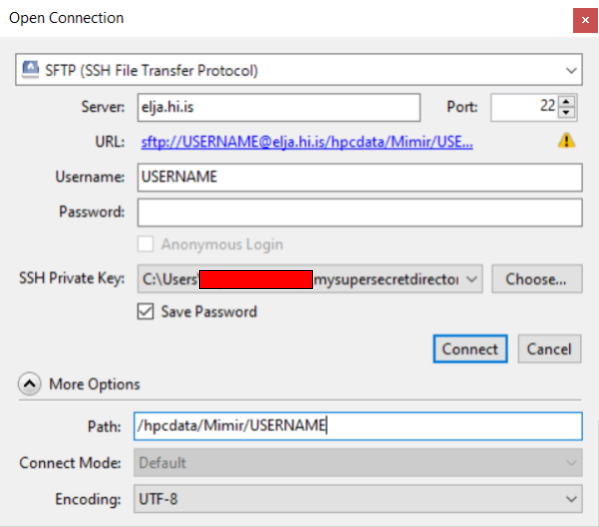 Open Connection
SFTP (SSH File Transfer Protocol)
Server: elja.hi.is Port: 22
URL: sftp://USERNAME@elja.hi.is/hpcdata/Mimir/USE...
Username: USERNAME
Password:
Anonymous Login
SSH Private Key: C:\Users\ mysupersecretdirector Choose...
Save Password
Connect Cancel
More Options
Path: /hpcdata/Mimir/USERNAME
Connect Mode: Default
Encoding: UTF-8